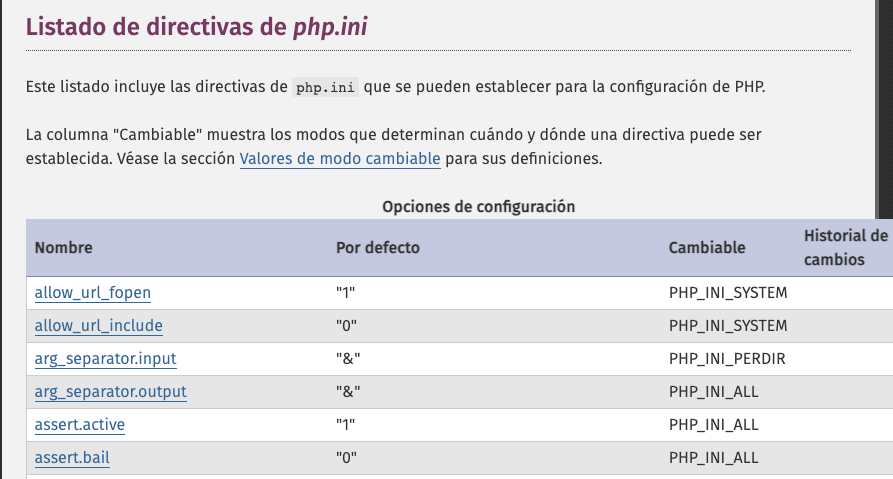 Listado de directivas de php.ini
Este listado incluye las directivas de php.ini que se pueden establecer para la configuración de PHP.
La columna "Cambiable" muestra los modos que determinan cuándo y dónde una directiva puede ser
establecida. Véase la sección Valores de modo cambiable para sus definiciones.
Opciones de configuración
Nombre Por defecto Cambiable Historial de cambios
allow_url_fopen "1" PHP_INI_SYSTEM
allow_url_include "0" PHP_INI_SYSTEM
arg_separator.input "&" PHP_INI_PERDIR
arg_separator.output "&" PHP_INI_ALL
assert.active "1" PHP_INI_ALL
assert.bail "0" PHP_INI_ALL